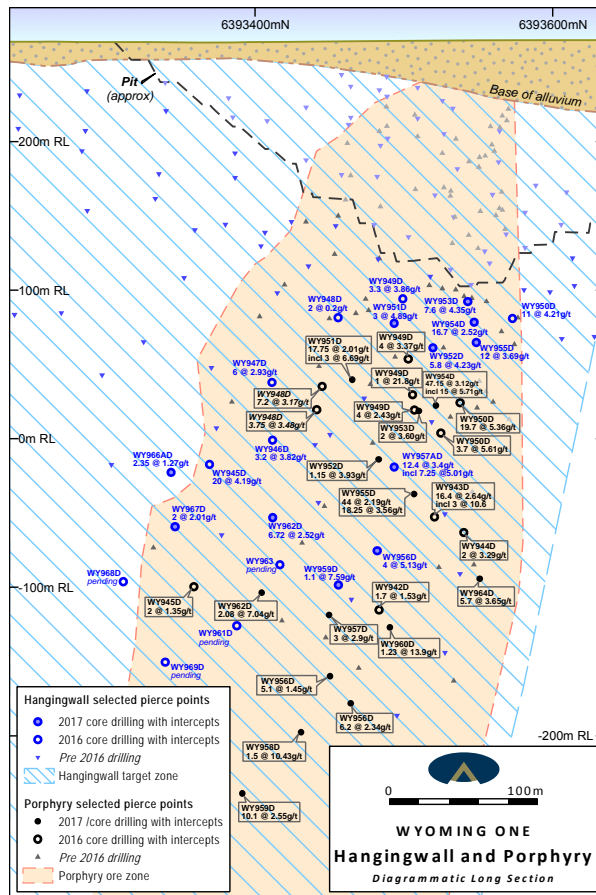 6393400mN
6393600mN
Pit
(approx)
Base of alluvium
200m RL
100m RL
WY949D
3.3 @ 3.86g/t
WY948D
2 @ 0.2g/t
WY951D
3 @ 4.89g/t
WY953D
7.6 @ 4.35g/t
WY950D
11 @ 4.21g/t
WY954D
16.7 @ 2.52g/t
WY955D
12 @ 3.69g/t
WY952D
5.8 @ 4.23g/t
WY949D
4 @ 3.37g/t
WY951D
17.75 @ 2.01g/t
incl 3 @ 6.69g/t
WY947D
6 @ 2.93g/t
WY949D
1 @ 21.8g/t
WY954D
47.15 @ 3.12g/t
incl 15 @ 5.71g/t
WY948D
7.2 @ 3.17g/t
WY948D
3.75 @ 3.48g/t
WY949D
4 @ 2.43g/t
WY950D
19.7 @ 5.36g/t
WY953D
2 @ 3.60g/t
WY950D
3.7 @ 5.61g/t
0m RL
WY946D
3.2 @ 3.82g/t
WY966AD
2.35 @ 1.27g/t
WY945D
20 @ 4.19g/t
WY952D
1.15 @ 3.93g/t
WY957AD
12.4 @ 3.4g/t
incl 7.25 @5.01g/t
WY943D
16.4 @ 2.64g/t
incl 3 @ 10.6
WY955D
44 @ 2.19g/t
18.25 @ 3.56g/t
WY967D
2 @ 2.01g/t
WY962D
6.72 @ 2.52g/t
WY944D
2 @ 3.29g/t
WY956D
4 @ 5.13g/t
WY963
pending
WY968D
pending
WY959D
1.1 @ 7.59g/t
-100m RL
WY964D
5.7 @ 3.65g/t
WY942D
1.7 @ 1.53g/t
WY945D
2 @ 1.35g/t
WY962D
2.08 @ 7.04g/t
WY961D
pending
WY957D
3 @ 2.9g/t
WY960D
1.23 @ 13.9g/t
WY969D
pending
WY956D
5.1 @ 1.45g/t
WY956D
6.2 @ 2.34g/t
WY958D
1.5 @ 10.43g/t
-200m RL
WY959D
10.1 @ 2.55g/t
Hangingwall selected pierce points
2017 core drilling with intercepts
2016 core drilling with intercepts
Pre 2016 drilling
Hangingwall target zone
Porphyry selected pierce points
2017 /core drilling with intercepts
2016 core drilling with intercepts
Pre 2016 drilling
Porphyry ore zone
0 100m
WYOMING ONE
Hangingwall and Porphyry
Diagrammatic Long Section